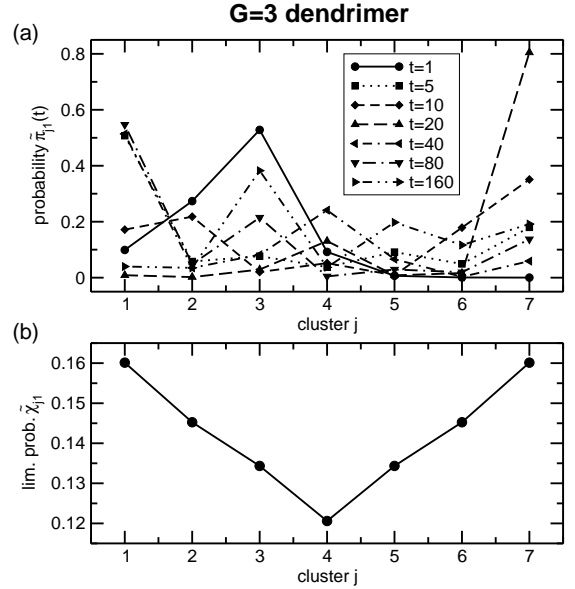 G=3 dendrimer
(a)
probability π̃j1(t)
0.8
0.6
0.4
0.2
0
t=1
t=5
t=10
t=20
t=40
t=80
t=160
1 2 3 4 5 6 7
cluster j
(b)
lim. prob. χ̃j1
0.16
0.15
0.14
0.13
0.12
1 2 3 4 5 6 7
cluster j